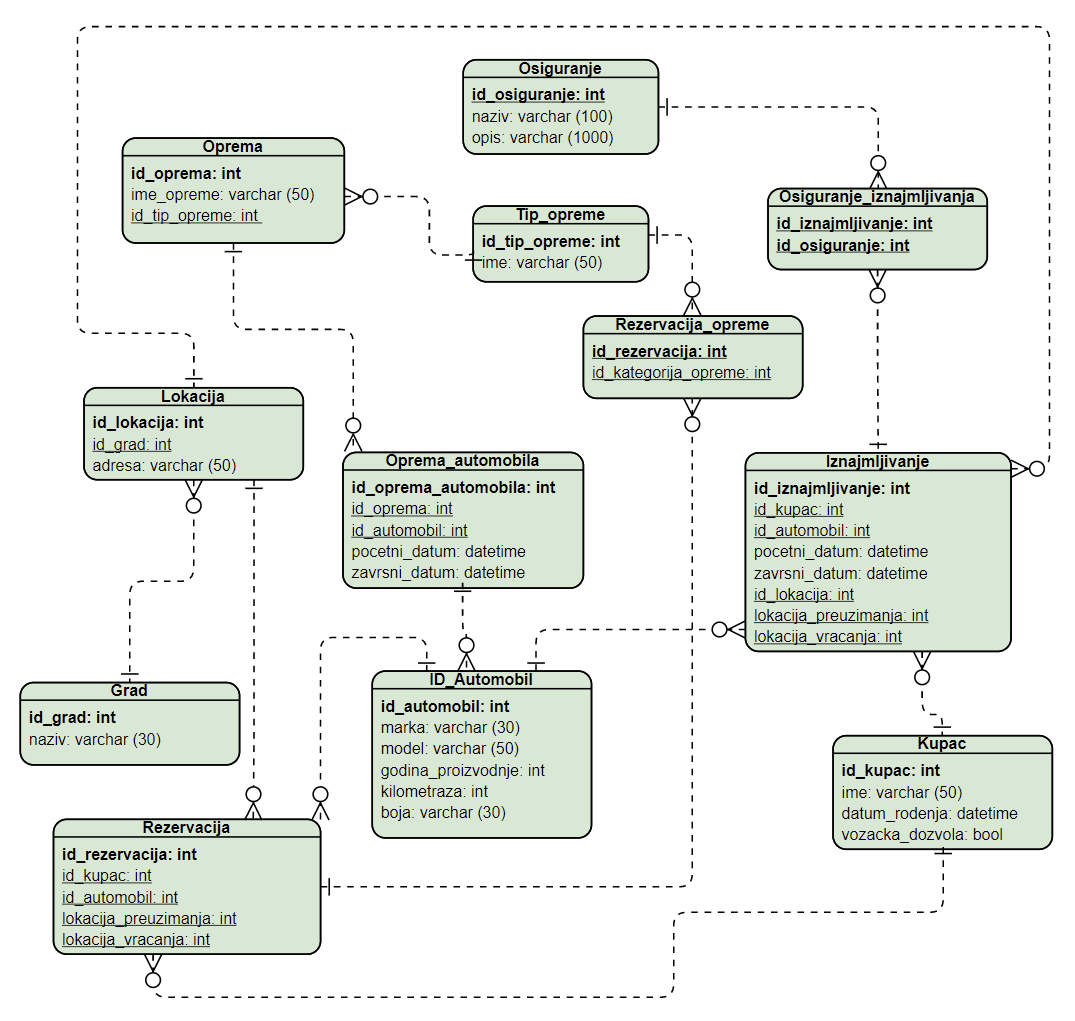 Osiguranje
id_osiguranje: int
naziv: varchar (100)
opis: varchar (1000)
Oprema
id_oprema: int
ime_opreme: varchar (50)
id_tip_opreme: int
Tip_opreme
id_tip_opreme: int
ime: varchar (50)
Osiguranje_iznajmljivanja
id_iznajmljivanje: int
id_osiguranje: int
Rezervacija_opreme
id_rezervacija: int
id_kategorija_opreme: int
Lokacija
id_lokacija: int
id_grad: int
adresa: varchar (50)
Oprema_automobila
id_oprema_automobila: int
id_oprema: int
id_automobil: int
pocetni_datum: datetime
zavrsni_datum: datetime
Iznajmljivanje
id_iznajmljivanje: int
id_kupac: int
id_automobil: int
pocetni_datum: datetime
zavrsni_datum: datetime
id_lokacija: int
lokacija_preuzimanja: int
lokacija_vracanja: int
Grad
id_grad: int
naziv: varchar (30)
ID_Automobil
id_automobil: int
marka: varchar (30)
model: varchar (50)
godina_proizvodnje: int
kilometraza: int
boja: varchar (30)
Kupac
id_kupac: int
ime: varchar (50)
datum_rodenja: datetime
vozacka_dozvola: bool
Rezervacija
id_rezervacija: int
id_kupac: int
id_automobil: int
lokacija_preuzimanja: int
lokacija_vracanja: int